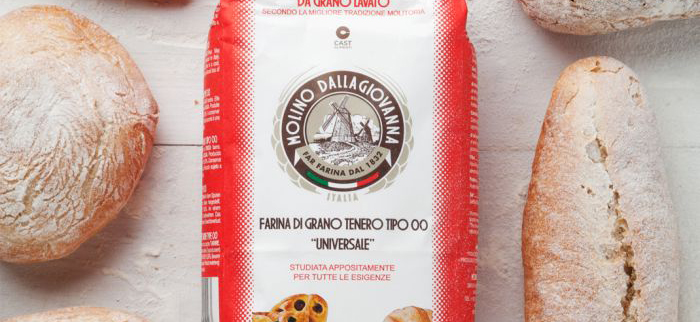 DA GRANO LAVATO
SECONDO LA MIGLIORE TRADIZIONE MOLITORIA
CAST
MOLINO DALLAGIOVANNA
FAR FARINA DAL 1832
ITALIA
FARINA DI GRANO TENERO TIPO 00
"UNIVERSALE"
STUDIATA APPOSITAMENTE
PER TUTTE LE ESIGENZE